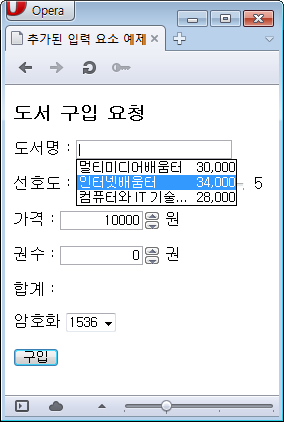 Opera
추가된 입력 요소 예제
도서 구입 요청
도서명 :
멀티미디어배움터 30,000
인터넷배움터 34,000
컴퓨터와 IT 기술... 28,000
선호도 : 5
가격 : 10000 원
권수 : 0 권
합계 :
암호화 1536
구입